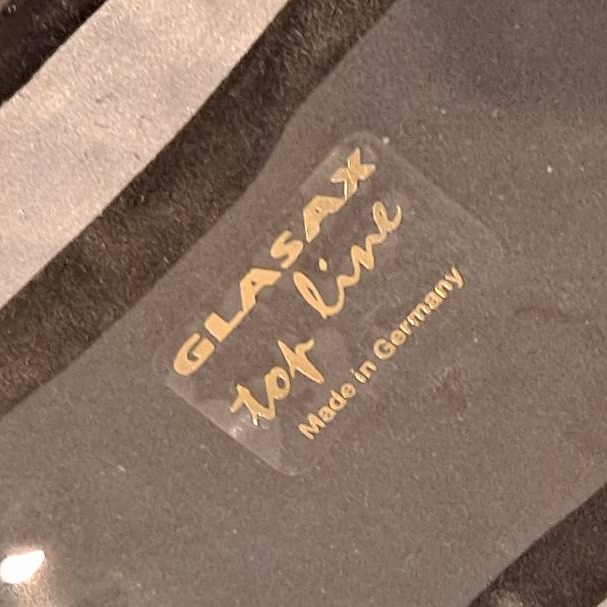 GLASAX
top line
Made in Germany